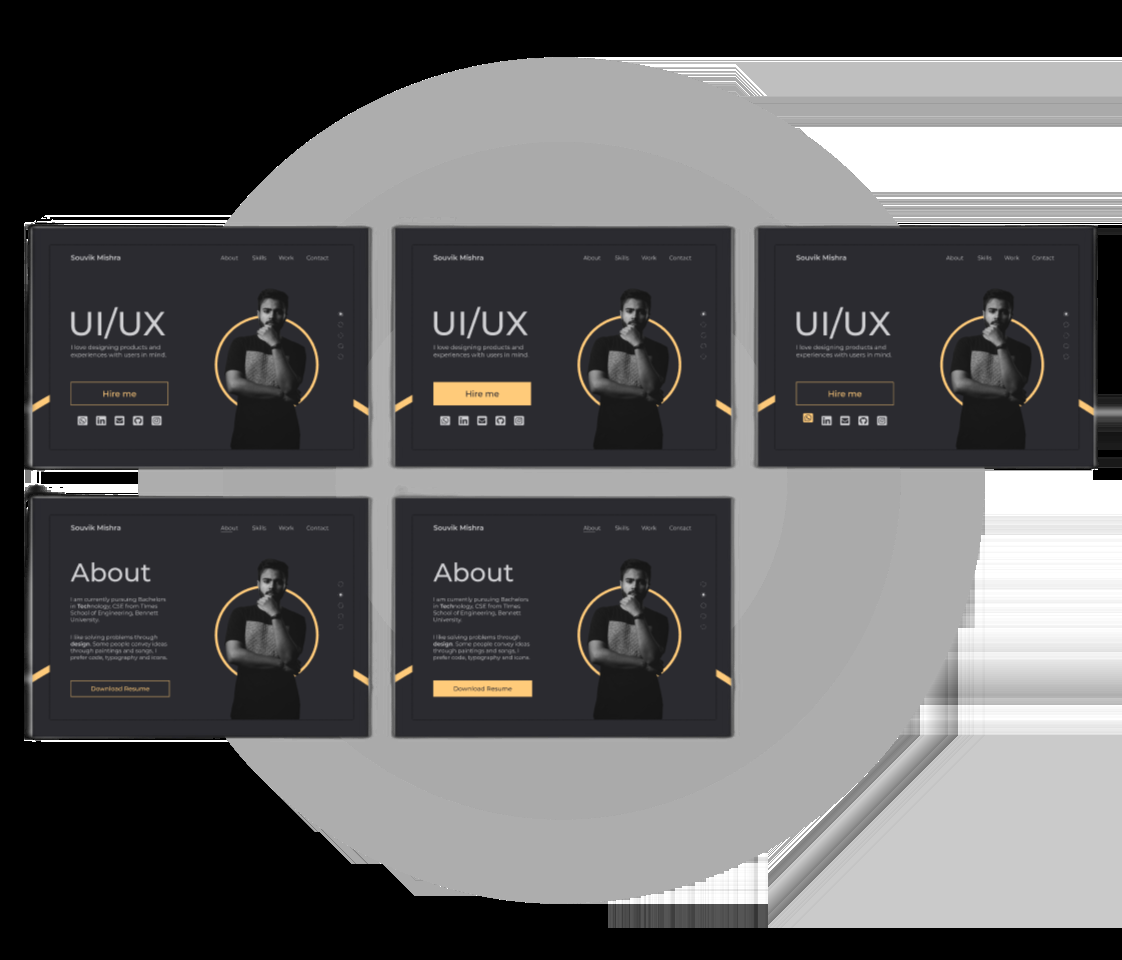 Souvik Mishra
About Skills Work Contact
UI/UX
I love designing products and
experiences with users in mind.
Hire me
Souvik Mishra
About Skills Work Contact
UI/UX
I love designing products and
experiences with users in mind.
Hire me
Souvik Mishra
About Skills Work Contact
UI/UX
I love designing products and
experiences with users in mind.
Hire me
Souvik Mishra
About Skills Work Contact
About
I am currently pursuing Bachelors
in Technology, CSE from Times
School of Engineering, Bennett
University.
I like solving problems through
design. Some people convey ideas
through paintings and songs, I
prefer code, typography and icons.
Download Resume
Souvik Mishra
About Skills Work Contact
About
I am currently pursuing Bachelors
in Technology, CSE from Times
School of Engineering, Bennett
University.
I like solving problems through
design. Some people convey ideas
through paintings and songs, I
prefer code, typography and icons.
Download Resume